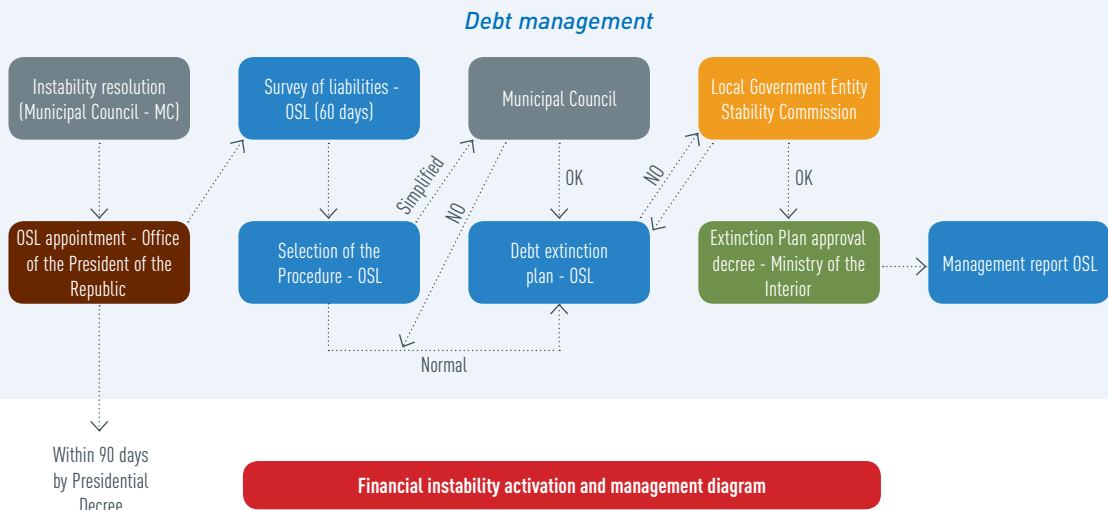 Debt management
Instability resolution
(Municipal Council - MC)
Survey of liabilities -
OSL (60 days)
Municipal Council
Local Government Entity
Stability Commission
Simplified
NO
OK
NO
OK
OSL appointment - Office
of the President of the
Republic
Selection of the
Procedure - OSL
Debt extinction
plan - OSL
Extinction Plan approval
decree - Ministry of the
Interior
Management report OSL
Normal
Within 90 days
by Presidential
Decree
Financial instability activation and management diagram